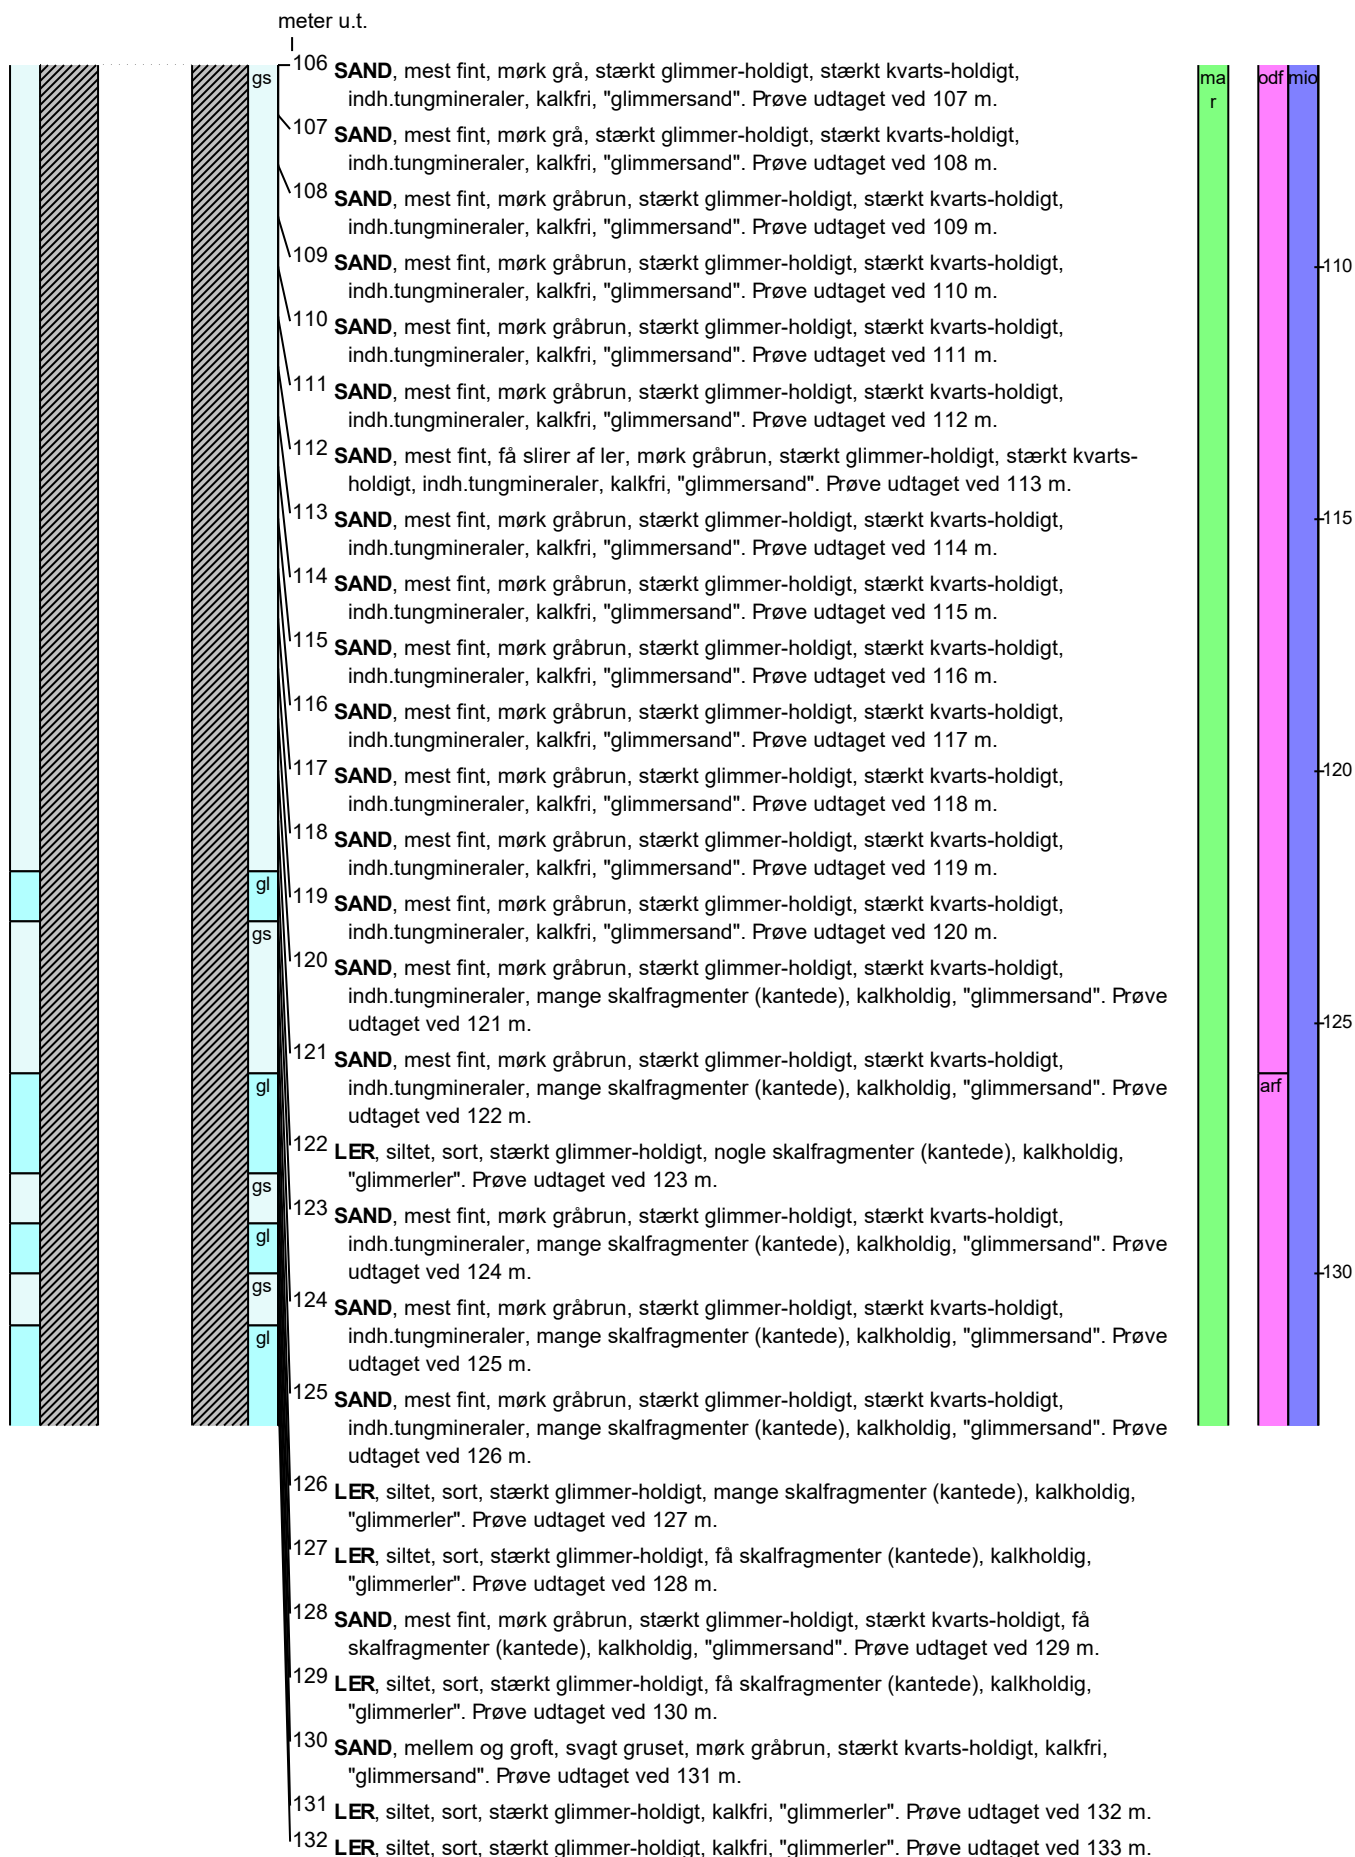 meter u.t.
106 SAND, mest fint, mørk grå, stærkt glimmer-holdigt, stærkt kvarts-holdigt,
indh.tungmineraler, kalkfri, "glimmersand". Prøve udtaget ved 107 m.
107 SAND, mest fint, mørk grå, stærkt glimmer-holdigt, stærkt kvarts-holdigt,
indh.tungmineraler, kalkfri, "glimmersand". Prøve udtaget ved 108 m.
108 SAND, mest fint, mørk gråbrun, stærkt glimmer-holdigt, stærkt kvarts-holdigt,
indh.tungmineraler, kalkfri, "glimmersand". Prøve udtaget ved 109 m.
109 SAND, mest fint, mørk gråbrun, stærkt glimmer-holdigt, stærkt kvarts-holdigt,
indh.tungmineraler, kalkfri, "glimmersand". Prøve udtaget ved 110 m.
110 SAND, mest fint, mørk gråbrun, stærkt glimmer-holdigt, stærkt kvarts-holdigt,
indh.tungmineraler, kalkfri, "glimmersand". Prøve udtaget ved 111 m.
111 SAND, mest fint, mørk gråbrun, stærkt glimmer-holdigt, stærkt kvarts-holdigt,
indh.tungmineraler, kalkfri, "glimmersand". Prøve udtaget ved 112 m.
112 SAND, mest fint, få slirer af ler, mørk gråbrun, stærkt glimmer-holdigt, stærkt kvarts-
holdigt, indh.tungmineraler, kalkfri, "glimmersand". Prøve udtaget ved 113 m.
113 SAND, mest fint, mørk gråbrun, stærkt glimmer-holdigt, stærkt kvarts-holdigt,
indh.tungmineraler, kalkfri, "glimmersand". Prøve udtaget ved 114 m.
114 SAND, mest fint, mørk gråbrun, stærkt glimmer-holdigt, stærkt kvarts-holdigt,
indh.tungmineraler, kalkfri, "glimmersand". Prøve udtaget ved 115 m.
115 SAND, mest fint, mørk gråbrun, stærkt glimmer-holdigt, stærkt kvarts-holdigt,
indh.tungmineraler, kalkfri, "glimmersand". Prøve udtaget ved 116 m.
116 SAND, mest fint, mørk gråbrun, stærkt glimmer-holdigt, stærkt kvarts-holdigt,
indh.tungmineraler, kalkfri, "glimmersand". Prøve udtaget ved 117 m.
117 SAND, mest fint, mørk gråbrun, stærkt glimmer-holdigt, stærkt kvarts-holdigt,
indh.tungmineraler, kalkfri, "glimmersand". Prøve udtaget ved 118 m.
118 SAND, mest fint, mørk gråbrun, stærkt glimmer-holdigt, stærkt kvarts-holdigt,
indh.tungmineraler, kalkfri, "glimmersand". Prøve udtaget ved 119 m.
119 SAND, mest fint, mørk gråbrun, stærkt glimmer-holdigt, stærkt kvarts-holdigt,
indh.tungmineraler, kalkfri, "glimmersand". Prøve udtaget ved 120 m.
120 SAND, mest fint, mørk gråbrun, stærkt glimmer-holdigt, stærkt kvarts-holdigt,
indh.tungmineraler, mange skalfragmenter (kantede), kalkholdig, "glimmersand". Prøve
udtaget ved 121 m.
121 SAND, mest fint, mørk gråbrun, stærkt glimmer-holdigt, stærkt kvarts-holdigt,
indh.tungmineraler, mange skalfragmenter (kantede), kalkholdig, "glimmersand". Prøve
udtaget ved 122 m.
122 LER, siltet, sort, stærkt glimmer-holdigt, nogle skalfragmenter (kantede), kalkholdig,
"glimmerler". Prøve udtaget ved 123 m.
123 SAND, mest fint, mørk gråbrun, stærkt glimmer-holdigt, stærkt kvarts-holdigt,
indh.tungmineraler, mange skalfragmenter (kantede), kalkholdig, "glimmersand". Prøve
udtaget ved 124 m.
124 SAND, mest fint, mørk gråbrun, stærkt glimmer-holdigt, stærkt kvarts-holdigt,
indh.tungmineraler, mange skalfragmenter (kantede), kalkholdig, "glimmersand". Prøve
udtaget ved 125 m.
125 SAND, mest fint, mørk gråbrun, stærkt glimmer-holdigt, stærkt kvarts-holdigt,
indh.tungmineraler, mange skalfragmenter (kantede), kalkholdig, "glimmersand". Prøve
udtaget ved 126 m.
126 LER, siltet, sort, stærkt glimmer-holdigt, mange skalfragmenter (kantede), kalkholdig,
"glimmerler". Prøve udtaget ved 127 m.
127 LER, siltet, sort, stærkt glimmer-holdigt, få skalfragmenter (kantede), kalkholdig,
"glimmerler". Prøve udtaget ved 128 m.
128 SAND, mest fint, mørk gråbrun, stærkt glimmer-holdigt, stærkt kvarts-holdigt, få
skalfragmenter (kantede), kalkholdig, "glimmersand". Prøve udtaget ved 129 m.
129 LER, siltet, sort, stærkt glimmer-holdigt, få skalfragmenter (kantede), kalkholdig,
"glimmerler". Prøve udtaget ved 130 m.
130 SAND, mellem og groft, svagt gruset, mørk gråbrun, stærkt kvarts-holdigt, kalkfri,
"glimmersand". Prøve udtaget ved 131 m.
131 LER, siltet, sort, stærkt glimmer-holdigt, kalkfri, "glimmerler". Prøve udtaget ved 132 m.
132 LER, siltet, sort, stærkt glimmer-holdigt, kalkfri, "glimmerler". Prøve udtaget ved 133 m.
gs
gl
gs
gl
gs
gl
gs
gl
ma
r
odf
arf
mio
110
115
120
125
130